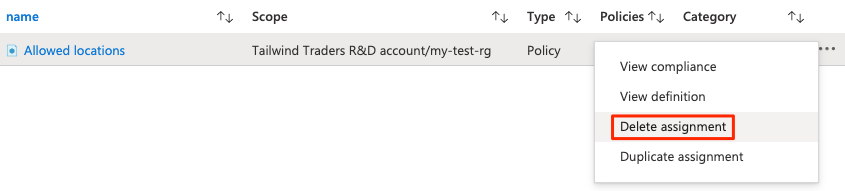 name Scope Type Policies Category
Allowed locations Tailwind Traders R&D account/my-test-rg Policy
View compliance
View definition
Delete assignment
Duplicate assignment